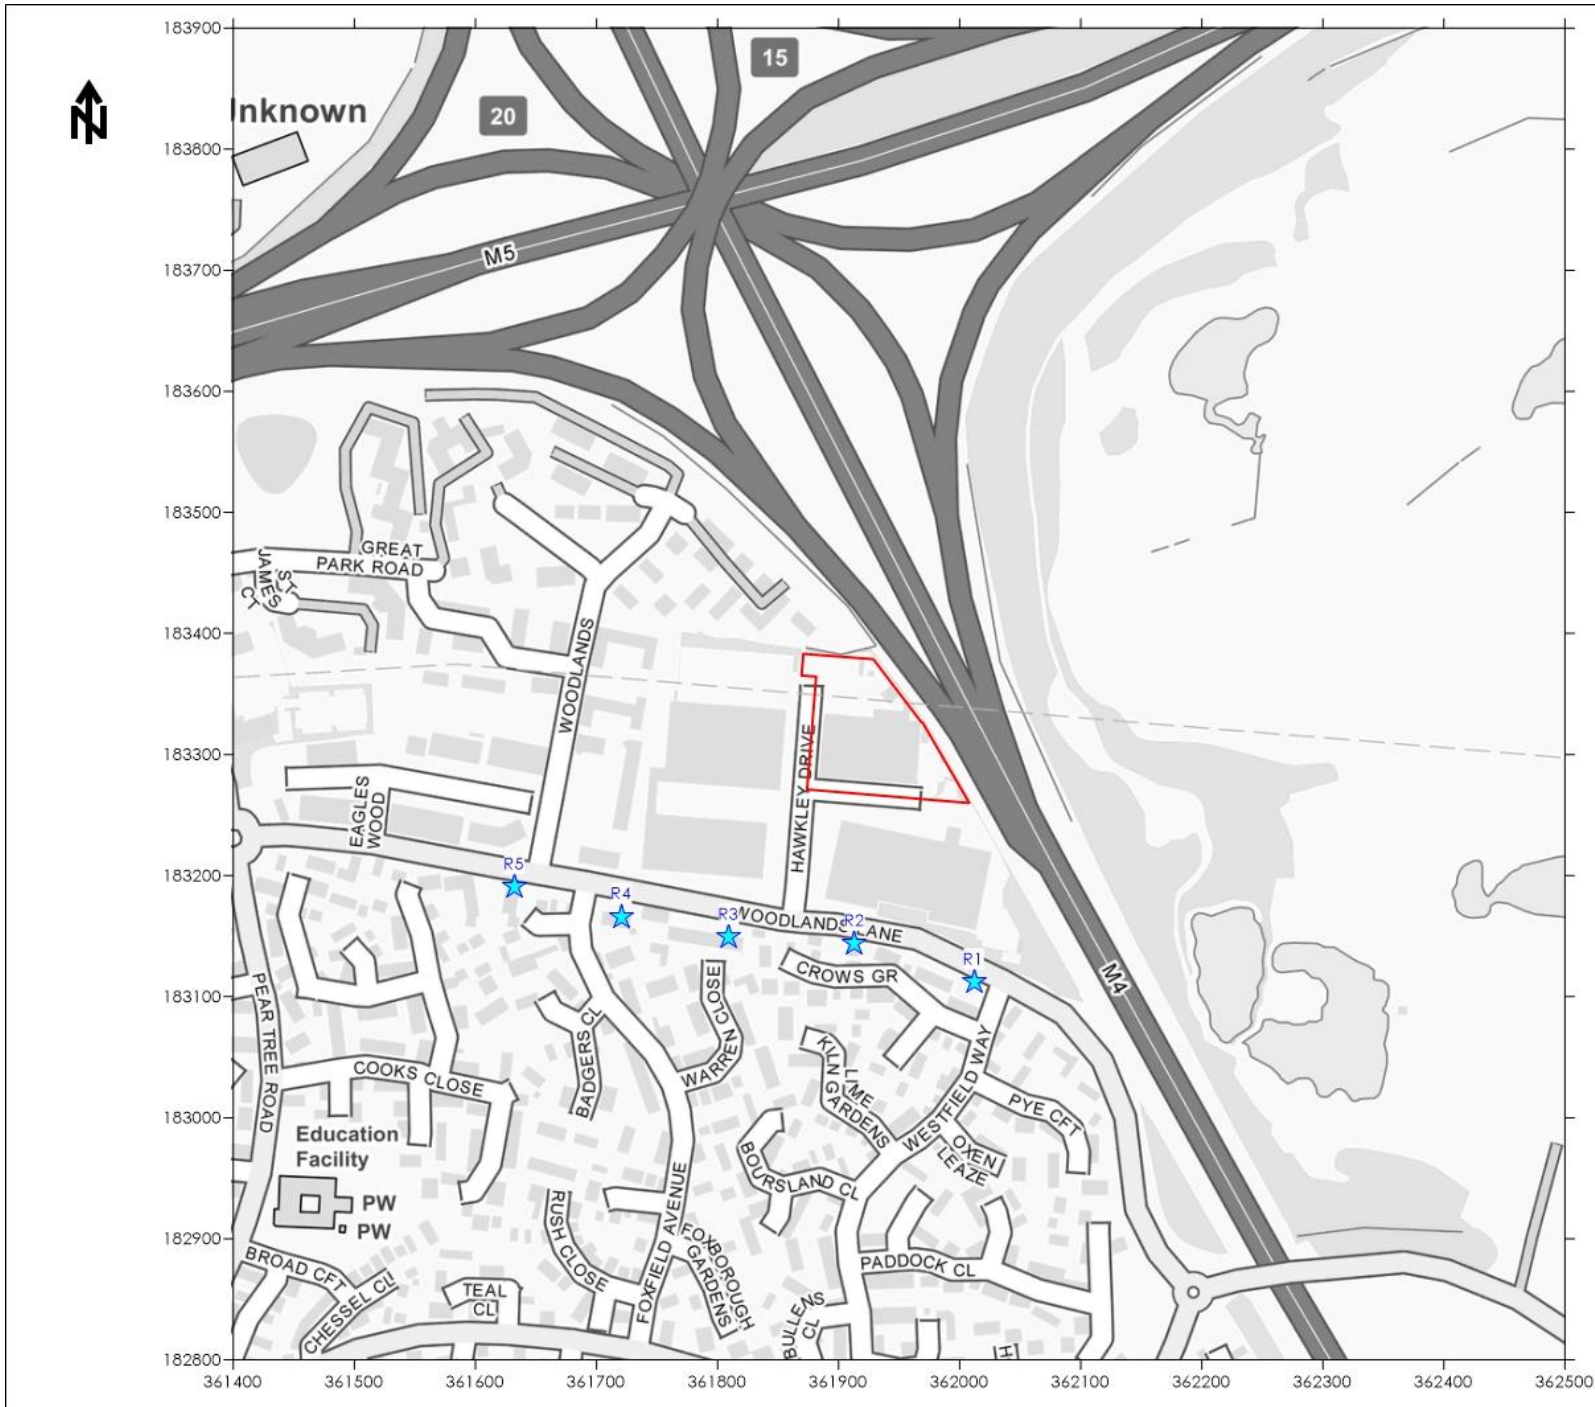 183900
15
Unknown
20
183800
M5
183700
183600
183500
GREAT
PARK ROAD
ST
JAMES
CT
183400
WOODLANDS
183300
HAWKLEY DRIVE
EAGLES
WOOD
183200
R5
R4
R3
WOODLANDS LANE
R2
R1
CROWS GR
M4
183100
PEAR TREE ROAD
WARREN CLOSE
BADGERS CL
KILN GARDENS
LIME
WESTFIELD WAY
COOKS CLOSE
PYE CFT
183000
Education
Facility
OXEN
LEAZE
BOURSLAND CL
PW
PW
RUSH CLOSE
FOXFIELD AVENUE
FOXBOROUGH
GARDENS
182900
BROAD CFT
CHESSEL CL
TEAL
CL
PADDOCK CL
BULLENS
CL
H
182800
361400 361500 361600 361700 361800 361900 362000 362100 362200 362300 362400 362500